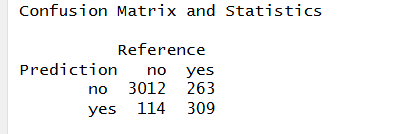 Confusion Matrix and Statistics
Reference
Prediction no yes
no 3012 263
yes 114 309